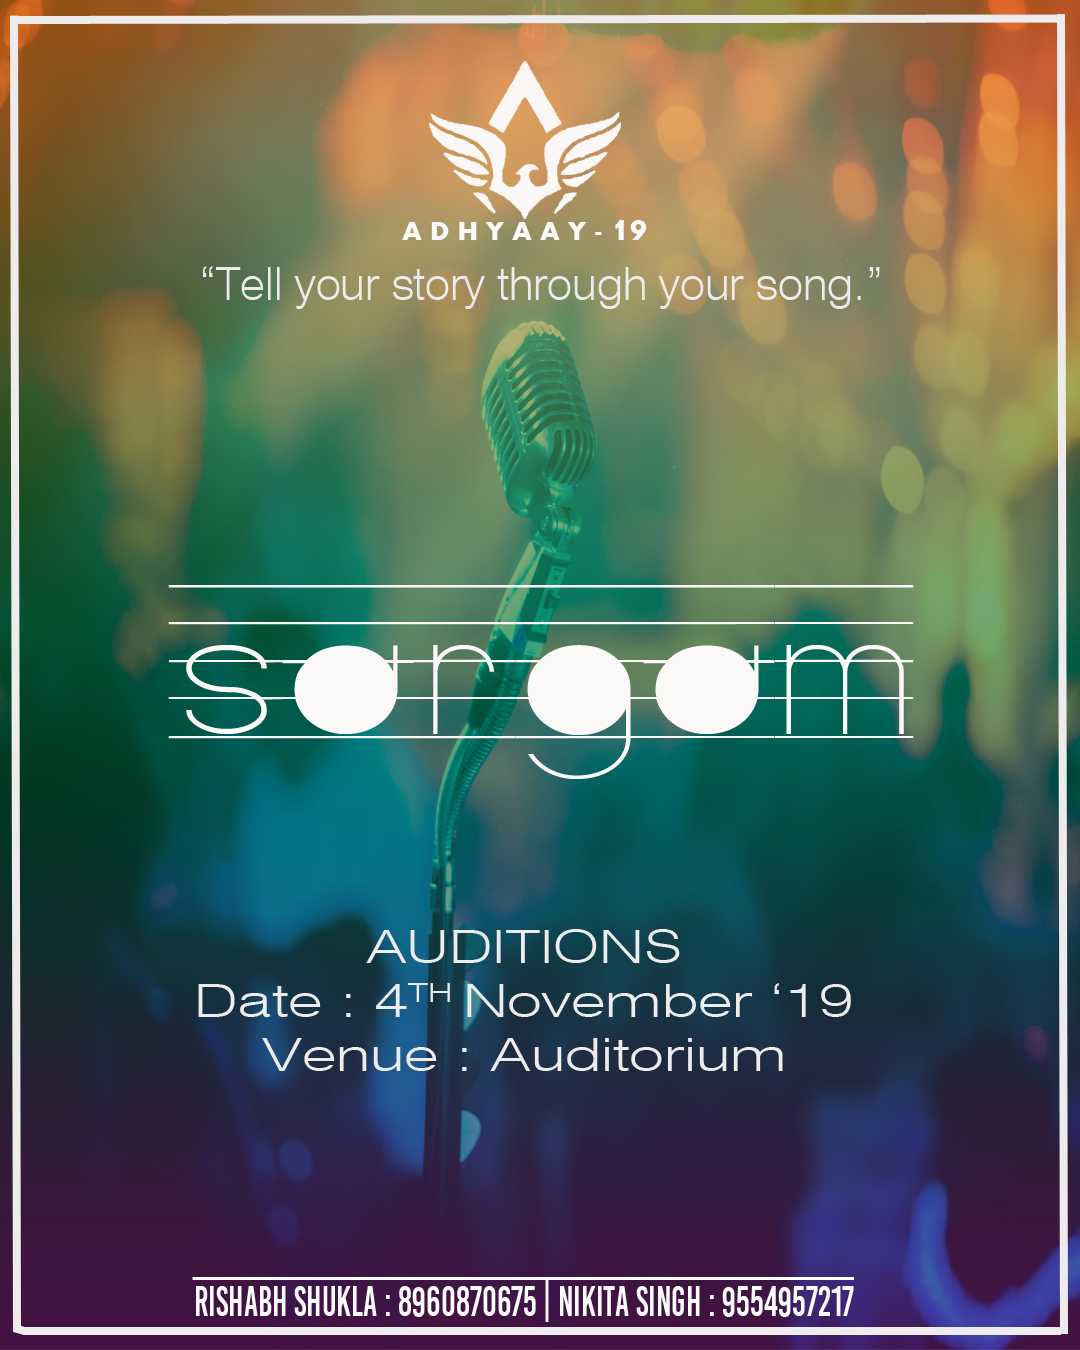 ADHYAAY-19
“Tell your story through your song.”
sargam
AUDITIONS
Date : 4TH November ‘19
Venue : Auditorium
RISHABH SHUKLA : 8960870675 | NIKITA SINGH : 9554957217